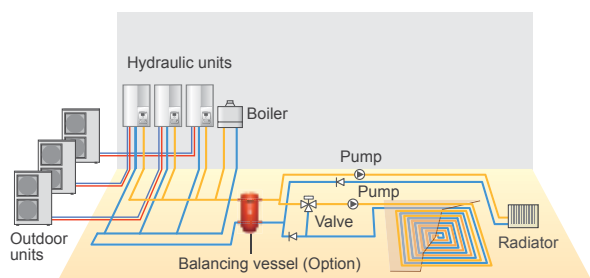 Hydraulic units
Boiler
Pump
Pump
Valve
Outdoor
units
Radiator
Balancing vessel (Option)